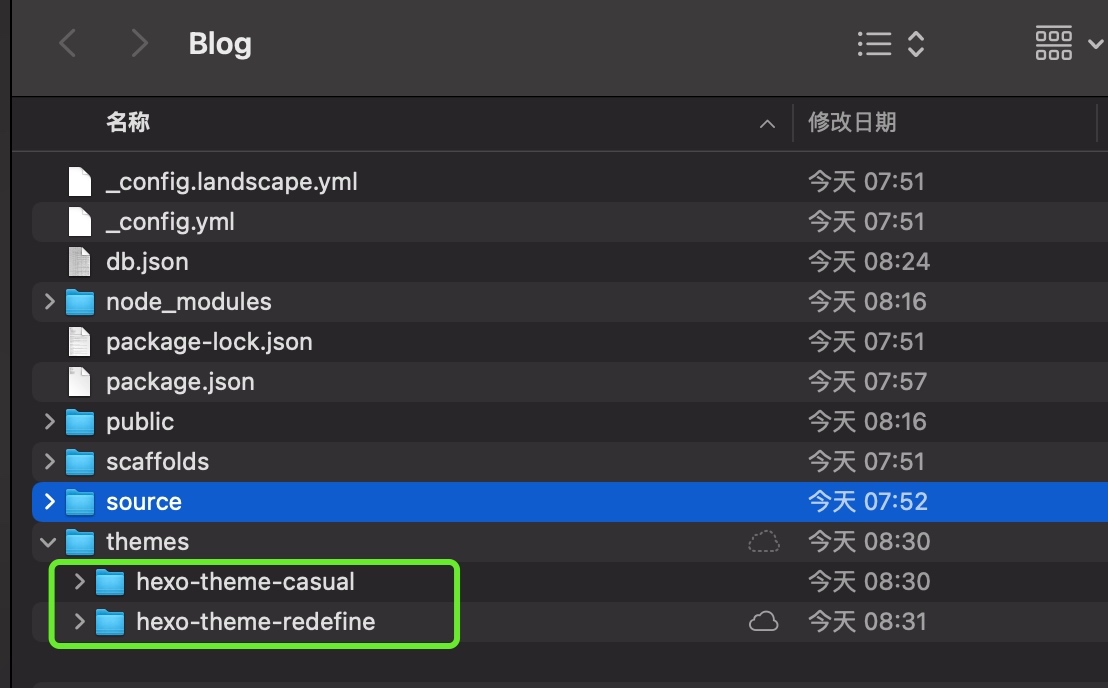 Blog
名称 修改日期
_config.landscape.yml 今天 07:51
_config.yml 今天 07:51
db.json 今天 08:24
node_modules 今天 08:16
package-lock.json 今天 07:51
package.json 今天 07:57
public 今天 08:16
scaffolds 今天 07:51
source 今天 07:52
themes 今天 08:30
hexo-theme-casual 今天 08:30
hexo-theme-redefine 今天 08:31